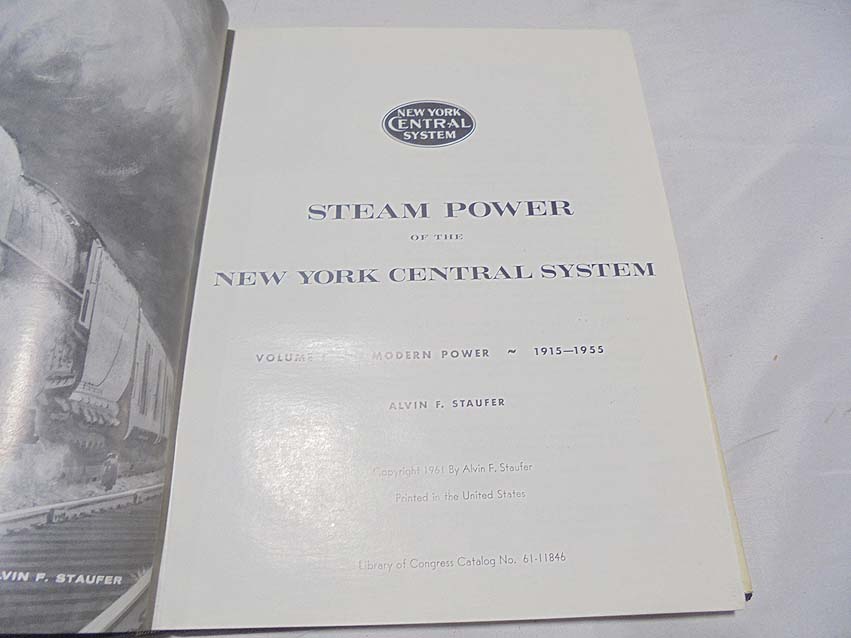 NEW YORK
CENTRAL
SYSTEM
STEAM POWER
OF THE
NEW YORK CENTRAL SYSTEM
VOLUME I MODERN POWER ~ 1915—1955
ALVIN F. STAUFER
Copyright 1961 By Alvin F. Staufer
Printed in the United States
Library of Congress Catalog No. 61-11846
LVIN F. STAUFER